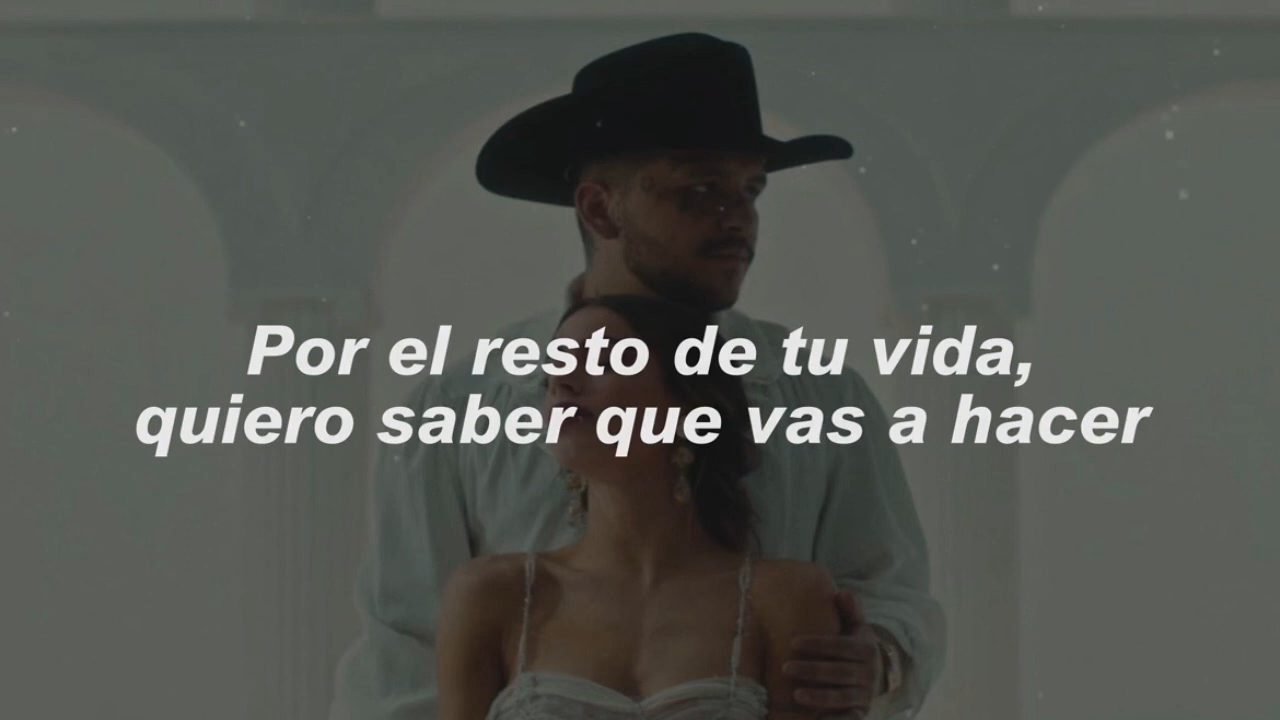 Por el resto de tu vida,
quiero saber que vas a hacer